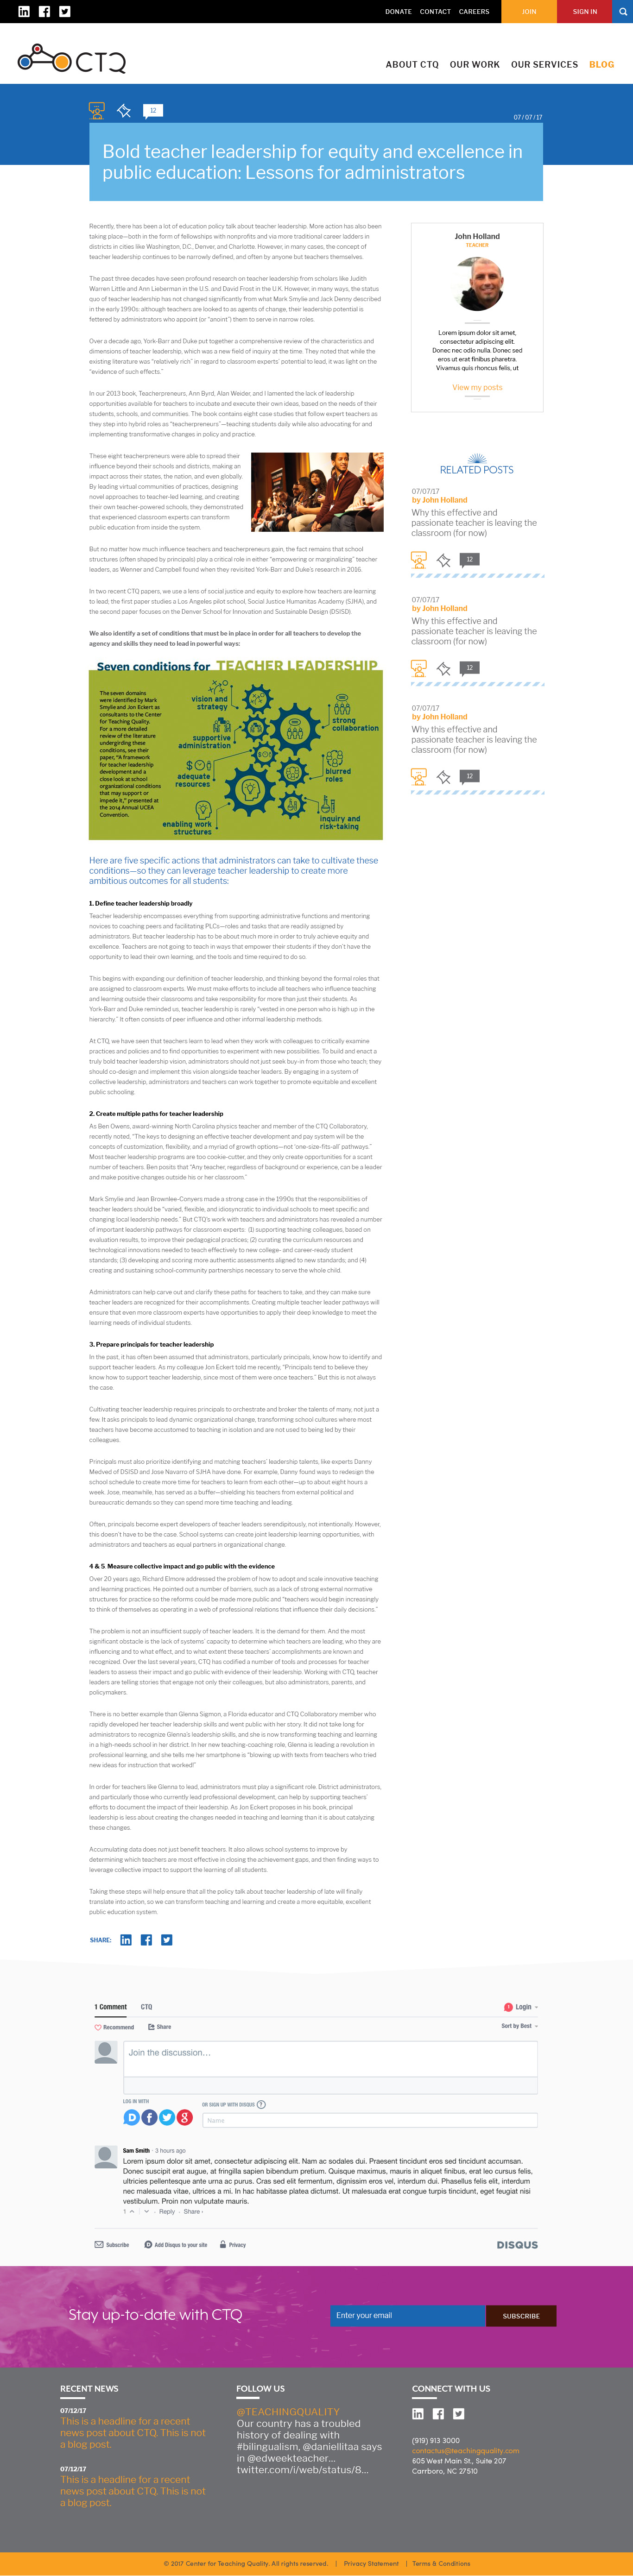 DONATE CONTACT CAREERS JOIN SIGN IN
CTQ
ABOUT CTQ OUR WORK OUR SERVICES BLOG
12
07 / 07 / 17
Bold teacher leadership for equity and excellence in
public education: Lessons for administrators
Recently, there has been a lot of education policy talk about teacher leadership. More action has also been
taking place—both in the form of fellowships with nonprofits and via more traditional career ladders in
districts in cities like Washington, D.C., Denver, and Charlotte. However, in many cases, the concept of
teacher leadership continues to be narrowly defined, and often by anyone but teachers themselves.
The past three decades have seen profound research on teacher leadership from scholars like Judith
Warren Little and Ann Lieberman in the U.S. and David Frost in the U.K. However, in many ways, the status
quo of teacher leadership has not changed significantly from what Mark Smylie and Jack Denny described
in the early 1990s: although teachers are looked to as agents of change, their leadership potential is
fettered by administrators who appoint (or “anoint”) them to serve in narrow roles.
Over a decade ago, York-Barr and Duke put together a comprehensive review of the characteristics and
dimensions of teacher leadership, which was a new field of inquiry at the time. They noted that while the
existing literature was “relatively rich” in regard to classroom experts’ potential to lead, it was light on the
“evidence of such effects.”
In our 2013 book, Teacherpreneurs, Ann Byrd, Alan Weider, and I lamented the lack of leadership
opportunities available for teachers to incubate and execute their own ideas, based on the needs of their
students, schools, and communities. The book contains eight case studies that follow expert teachers as
they step into hybrid roles as “teacherpreneurs”—teaching students daily while also advocating for and
implementing transformative changes in policy and practice.
These eight teacherpreneurs were able to spread their
influence beyond their schools and districts, making an
impact across their states, the nation, and even globally.
By leading virtual communities of practices, designing
novel approaches to teacher-led learning, and creating
their own teacher-powered schools, they demonstrated
that experienced classroom experts can transform
public education from inside the system.
But no matter how much influence teachers and teacherpreneurs gain, the fact remains that school
structures (often shaped by principals) play a critical role in either “empowering or marginalizing” teacher
leaders, as Wenner and Campbell found when they revisited York-Barr and Duke’s research in 2016.
In two recent CTQ papers, we use a lens of social justice and equity to explore how teachers are learning
to lead; the first paper studies a Los Angeles pilot school, Social Justice Humanitas Academy (SJHA), and
the second paper focuses on the Denver School for Innovation and Sustainable Design (DSISD).
We also identify a set of conditions that must be in place in order for all teachers to develop the
agency and skills they need to lead in powerful ways:
Seven conditions for TEACHER LEADERSHIP
The seven domains
were identified by Mark
Smylie and Jon Eckert as
consultants to the Center
for Teaching Quality.
For a more detailed
review of the literature
undergirding these
conditions, see their
paper, “A framework
for teacher leadership
development and a
close look at school
organizational conditions
that may support or
impede it,” presented at
the 2014 Annual UCEA
Convention.
vision and
strategy
strong
collaboration
supportive
administration
blurred
roles
adequate
resources
inquiry and
risk-taking
enabling work
structures
Here are five specific actions that administrators can take to cultivate these
conditions—so they can leverage teacher leadership to create more
ambitious outcomes for all students:
1. Define teacher leadership broadly
Teacher leadership encompasses everything from supporting administrative functions and mentoring
novices to coaching peers and facilitating PLCs—roles and tasks that are readily assigned by
administrators. But teacher leadership has to be about much more in order to truly achieve equity and
excellence. Teachers are not going to teach in ways that empower their students if they don’t have the
opportunity to lead their own learning, and the tools and time required to do so.
This begins with expanding our definition of teacher leadership, and thinking beyond the formal roles that
are assigned to classroom experts. We must make efforts to include all teachers who influence teaching
and learning outside their classrooms and take responsibility for more than just their students. As
York-Barr and Duke reminded us, teacher leadership is rarely “vested in one person who is high up in the
hierarchy.” It often consists of peer influence and other informal leadership methods.
At CTQ, we have seen that teachers learn to lead when they work with colleagues to critically examine
practices and policies and to find opportunities to experiment with new possibilities. To build and enact a
truly bold teacher leadership vision, administrators should not just seek buy-in from those who teach; they
should co-design and implement this vision alongside teacher leaders. By engaging in a system of
collective leadership, administrators and teachers can work together to promote equitable and excellent
public schooling.
2. Create multiple paths for teacher leadership
As Ben Owens, award-winning North Carolina physics teacher and member of the CTQ Collaboratory,
recently noted, “The keys to designing an effective teacher development and pay system will be the
concepts of customization, flexibility, and a myriad of growth options—not ‘one-size-fits-all’ pathways.”
Most teacher leadership programs are too cookie-cutter, and they only create opportunities for a scant
number of teachers. Ben posits that “Any teacher, regardless of background or experience, can be a leader
and make positive changes outside his or her classroom.”
Mark Smylie and Jean Brownlee-Conyers made a strong case in the 1990s that the responsibilities of
teacher leaders should be “varied, flexible, and idiosyncratic to individual schools to meet specific and
changing local leadership needs.” But CTQ’s work with teachers and administrators has revealed a number
of important leadership pathways for classroom experts: (1) supporting teaching colleagues, based on
evaluation results, to improve their pedagogical practices; (2) curating the curriculum resources and
technological innovations needed to teach effectively to new college- and career-ready student
standards; (3) developing and scoring more authentic assessments aligned to new standards; and (4)
creating and sustaining school-community partnerships necessary to serve the whole child.
Administrators can help carve out and clarify these paths for teachers to take, and they can make sure
teacher leaders are recognized for their accomplishments. Creating multiple teacher leader pathways will
ensure that even more classroom experts have opportunities to apply their deep knowledge to meet the
learning needs of individual students.
3. Prepare principals for teacher leadership
In the past, it has often been assumed that administrators, particularly principals, know how to identify and
support teacher leaders. As my colleague Jon Eckert told me recently, “Principals tend to believe they
know how to support teacher leadership, since most of them were once teachers.” But this is not always
the case.
Cultivating teacher leadership requires principals to orchestrate and broker the talents of many, not just a
few. It asks principals to lead dynamic organizational change, transforming school cultures where most
teachers have become accustomed to teaching in isolation and are not used to being led by their
colleagues.
Principals must also prioritize identifying and matching teachers’ leadership talents, like experts Danny
Medved of DSISD and Jose Navarro of SJHA have done. For example, Danny found ways to redesign the
school schedule to create more time for teachers to learn from each other—up to about eight hours a
week. Jose, meanwhile, has served as a buffer—shielding his teachers from external political and
bureaucratic demands so they can spend more time teaching and leading.
Often, principals become expert developers of teacher leaders serendipitously, not intentionally. However,
this doesn’t have to be the case. School systems can create joint leadership learning opportunities, with
administrators and teachers as equal partners in organizational change.
4 & 5. Measure collective impact and go public with the evidence
Over 20 years ago, Richard Elmore addressed the problem of how to adopt and scale innovative teaching
and learning practices. He pointed out a number of barriers, such as a lack of strong external normative
structures for practice so the reforms could be made more public and “teachers would begin increasingly
to think of themselves as operating in a web of professional relations that influence their daily decisions.”
The problem is not an insufficient supply of teacher leaders. It is the demand for them. And the most
significant obstacle is the lack of systems’ capacity to determine which teachers are leading, who they are
influencing and to what effect, and to what extent these teachers’ accomplishments are known and
recognized. Over the last several years, CTQ has codified a number of tools and processes for teacher
leaders to assess their impact and go public with evidence of their leadership. Working with CTQ, teacher
leaders are telling stories that engage not only their colleagues, but also administrators, parents, and
policymakers.
There is no better example than Glenna Sigmon, a Florida educator and CTQ Collaboratory member who
rapidly developed her teacher leadership skills and went public with her story. It did not take long for
administrators to recognize Glenna’s leadership skills, and she is now transforming teaching and learning
in a high-needs school in her district. In her new teaching-coaching role, Glenna is leading a revolution in
professional learning, and she tells me her smartphone is “blowing up with texts from teachers who tried
new ideas for instruction that worked!”
In order for teachers like Glenna to lead, administrators must play a significant role. District administrators,
and particularly those who currently lead professional development, can help by supporting teachers’
efforts to document the impact of their leadership. As Jon Eckert proposes in his book, principal
leadership is less about creating the changes needed in teaching and learning than it is about catalyzing
these changes.
Accumulating data does not just benefit teachers. It also allows school systems to improve by
determining which teachers are most effective in closing the achievement gaps, and then finding ways to
leverage collective impact to support the learning of all students.
Taking these steps will help ensure that all the policy talk about teacher leadership of late will finally
translate into action, so we can transform teaching and learning and create a more equitable, excellent
public education system.
SHARE:
John Holland
TEACHER
Lorem ipsum dolor sit amet,
consectetur adipiscing elit.
Donec nec odio nulla. Donec sed
eros ut erat finibus pharetra.
Vivamus quis rhoncus felis, ut
View my posts
RELATED POSTS
07/07/17
by John Holland
Why this effective and
passionate teacher is leaving the
classroom (for now)
12
07/07/17
by John Holland
Why this effective and
passionate teacher is leaving the
classroom (for now)
12
07/07/17
by John Holland
Why this effective and
passionate teacher is leaving the
classroom (for now)
12
1 Comment CTQ Login
Recommend Share Sort by Best
Join the discussion…
LOG IN WITH
OR SIGN UP WITH DISQUS ?
Name
Sam Smith · 3 hours ago
Lorem ipsum dolor sit amet, consectetur adipiscing elit. Nam ac sodales dui. Praesent tincidunt eros sed tincidunt accumsan.
Donec suscipit erat augue, at fringilla sapien bibendum pretium. Quisque maximus, mauris in aliquet finibus, erat leo cursus felis,
ultricies pellentesque ante urna ac purus. Cras sed elit fermentum, dignissim eros vel, interdum dui. Phasellus felis elit, interdum
nec ultrices vitae, ultrices a mi. In hac habitasse platea dictumst. Ut malesuada erat congue turpis tincidunt, eget feugiat nisi
vestibulum. Proin non vulputate mauris.
1 · Reply · Share ›
Subscribe Add Disqus to your site Privacy DISQUS
Stay up-to-date with CTQ
Enter your email SUBSCRIBE
RECENT NEWS
07/12/17
This is a headline for a recent
news post about CTQ. This is not
a blog post.
07/12/17
This is a headline for a recent
news post about CTQ. This is not
a blog post.
FOLLOW US
@TEACHINGQUALITY
Our country has a troubled
history of dealing with
#bilingualism, @daniellitaa says
in @edweekteacher...
twitter.com/i/web/status/8...
CONNECT WITH US
(919) 913 3000
contactus@teachingquality.com
605 West Main St., Suite 207
Carrboro, NC 27510
© 2017 Center for Teaching Quality. All rights reserved. | Privacy Statement | Terms & Conditions